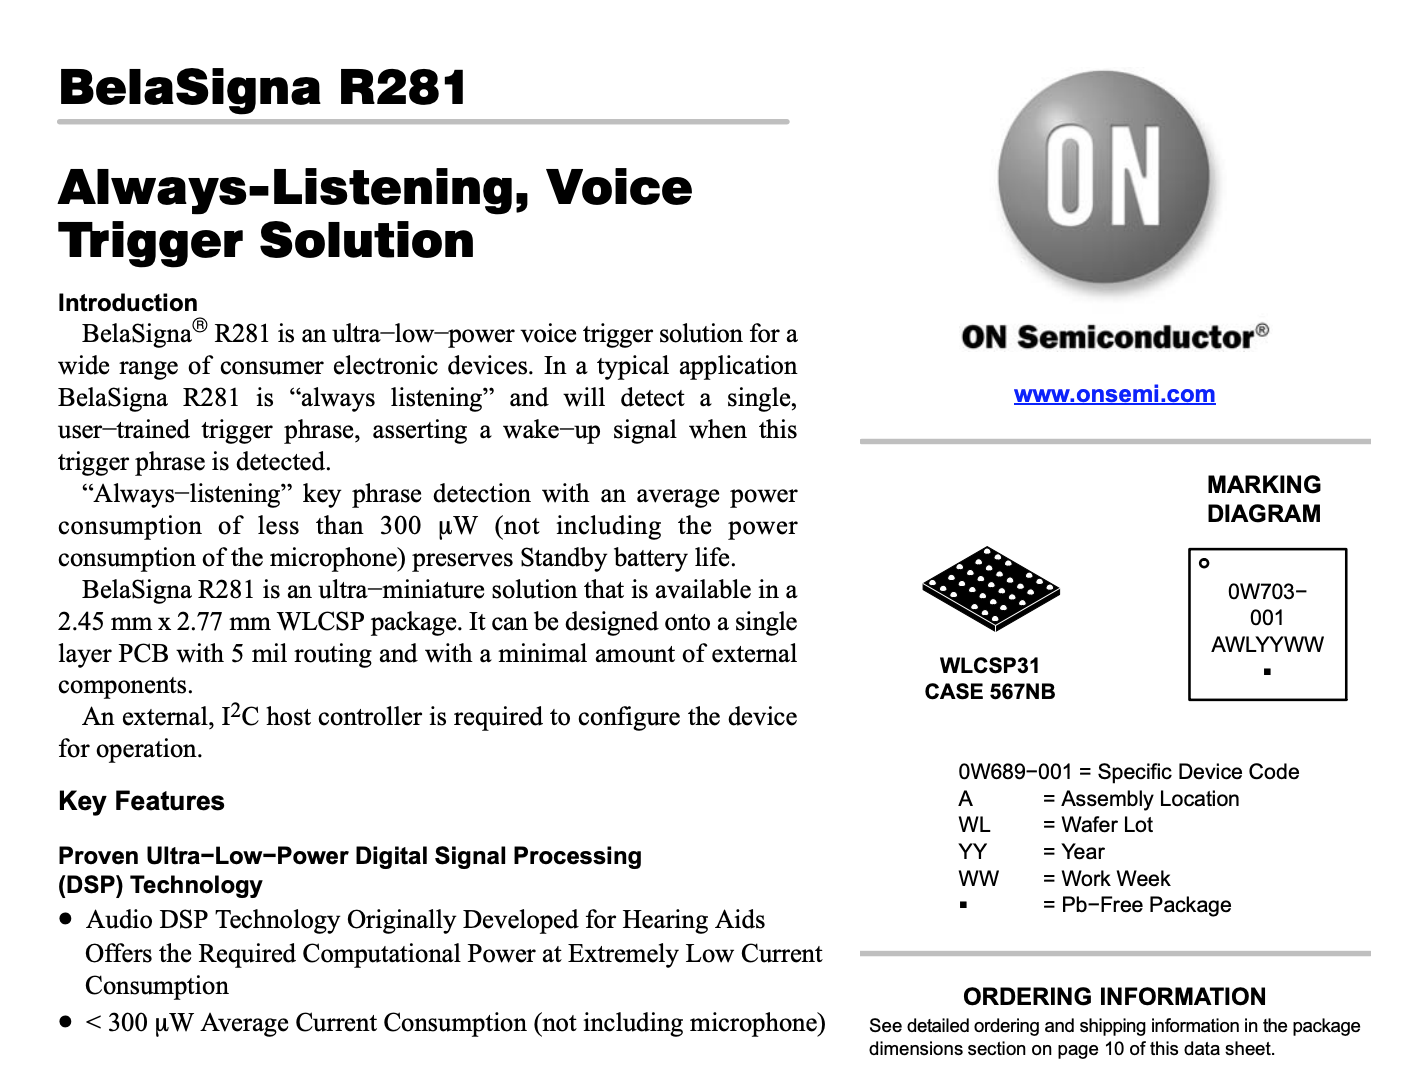 BelaSigna R281
Always-Listening, Voice
Trigger Solution
Introduction
BelaSigna® R281 is an ultra−low−power voice trigger solution for a
wide range of consumer electronic devices. In a typical application
BelaSigna R281 is “always listening” and will detect a single,
user−trained trigger phrase, asserting a wake−up signal when this
trigger phrase is detected.
“Always−listening” key phrase detection with an average power
consumption of less than 300 μW (not including the power
consumption of the microphone) preserves Standby battery life.
BelaSigna R281 is an ultra−miniature solution that is available in a
2.45 mm x 2.77 mm WLCSP package. It can be designed onto a single
layer PCB with 5 mil routing and with a minimal amount of external
components.
An external, I²C host controller is required to configure the device
for operation.
Key Features
Proven Ultra−Low−Power Digital Signal Processing
(DSP) Technology
• Audio DSP Technology Originally Developed for Hearing Aids
Offers the Required Computational Power at Extremely Low Current
Consumption
• < 300 μW Average Current Consumption (not including microphone)
ON
ON Semiconductor®
www.onsemi.com
MARKING
DIAGRAM
WLCSP31
CASE 567NB
0W703−
001
AWLYYWW
▪
0W689−001 = Specific Device Code
A = Assembly Location
WL = Wafer Lot
YY = Year
WW = Work Week
▪ = Pb−Free Package
ORDERING INFORMATION
See detailed ordering and shipping information in the package
dimensions section on page 10 of this data sheet.